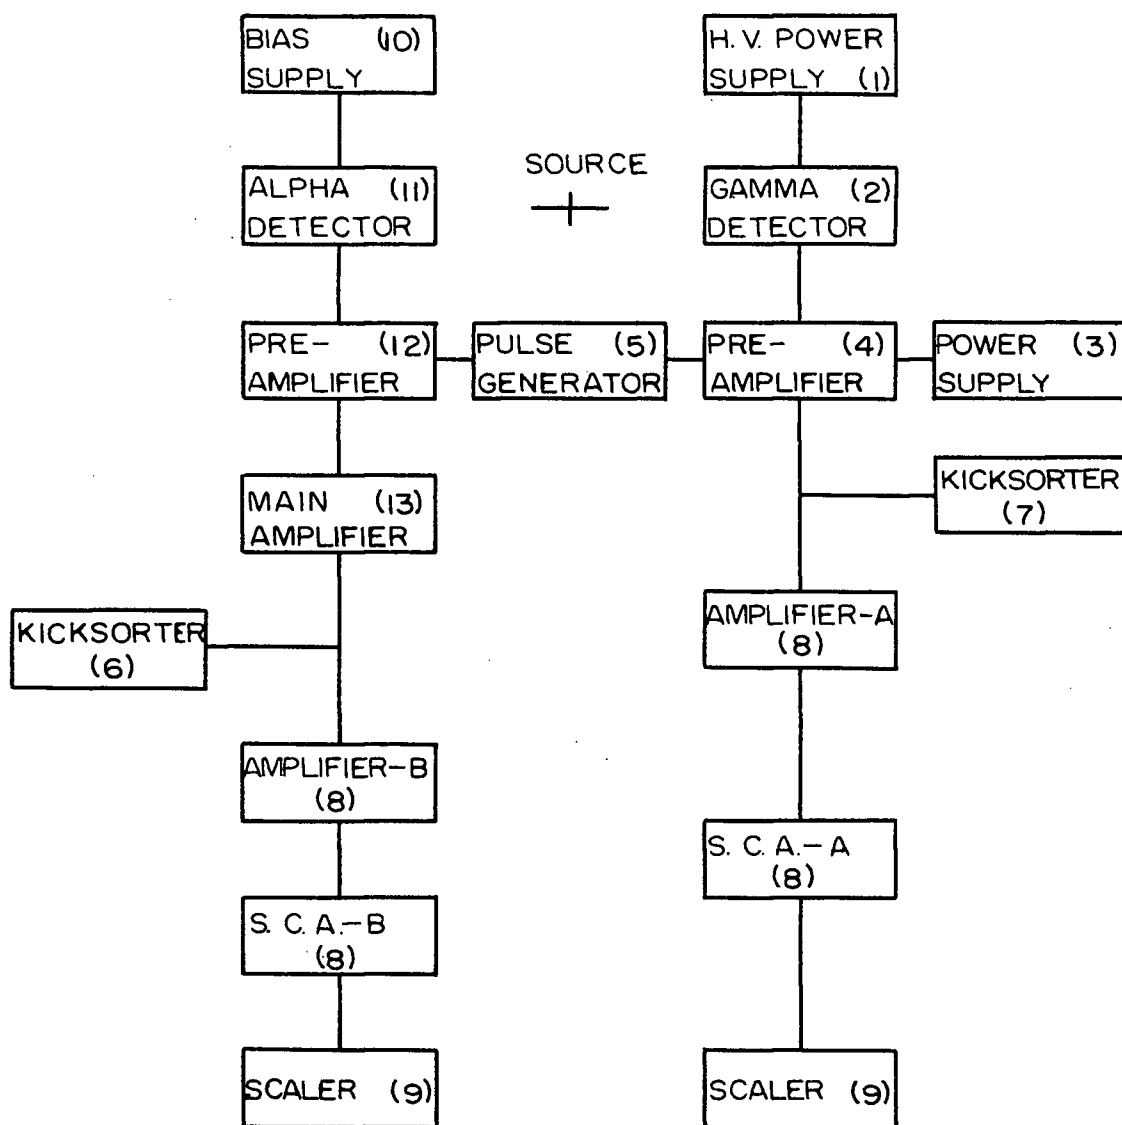 BIAS (10)
SUPPLY
H. V. POWER
SUPPLY (1)
SOURCE
ALPHA (11)
DETECTOR
GAMMA (2)
DETECTOR
PRE- (12)
AMPLIFIER
PULSE (5)
GENERATOR
PRE- (4)
AMPLIFIER
POWER (3)
SUPPLY
MAIN (13)
AMPLIFIER
KICKSORTER
(7)
KICKSORTER
(6)
AMPLIFIER-A
(8)
AMPLIFIER-B
(8)
S. C. A.-A
(8)
S. C. A.-B
(8)
SCALER (9)
SCALER (9)